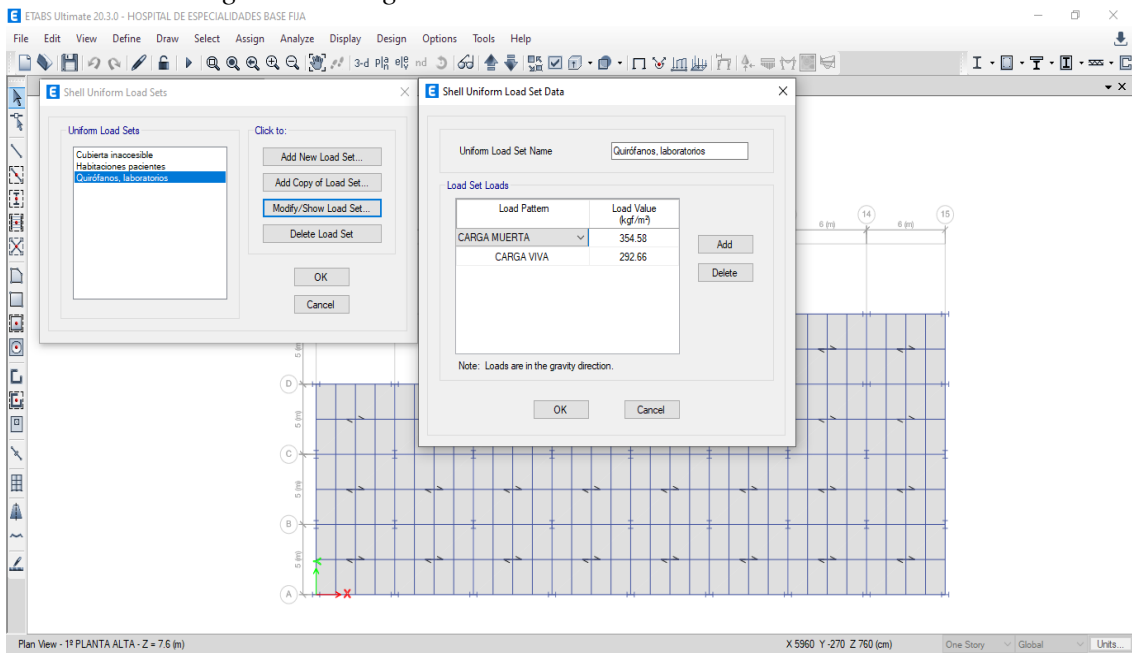 ETABS Ultimate 20.3.0 - HOSPITAL DE ESPECIALIDADES BASE FIJA
File Edit View Define Draw Select Assign Analyze Display Design Options Tools Help
3-d
nd
Shell Uniform Load Sets
Uniform Load Sets
Cubierta inaccesible
Habitaciones pacientes
Quirófanos, laboratorios
Click to:
Add New Load Set...
Add Copy of Load Set...
Modify/Show Load Set...
Delete Load Set
OK
Cancel
Shell Uniform Load Set Data
Uniform Load Set Name Quirófanos, laboratorios
Load Set Loads
Load Pattern Load Value
(kgf/m²)
CARGA MUERTA 354.58
CARGA VIVA 292.66
Add
Delete
Note: Loads are in the gravity direction.
OK Cancel
14 15
6 (m) 6 (m)
5 (m)
D
5 (m)
C
5 (m)
B
5 (m)
A
X
Plan View - 1º PLANTA ALTA - Z = 7.6 (m) X 5960 Y -270 Z 760 (cm) One Story Global Units...